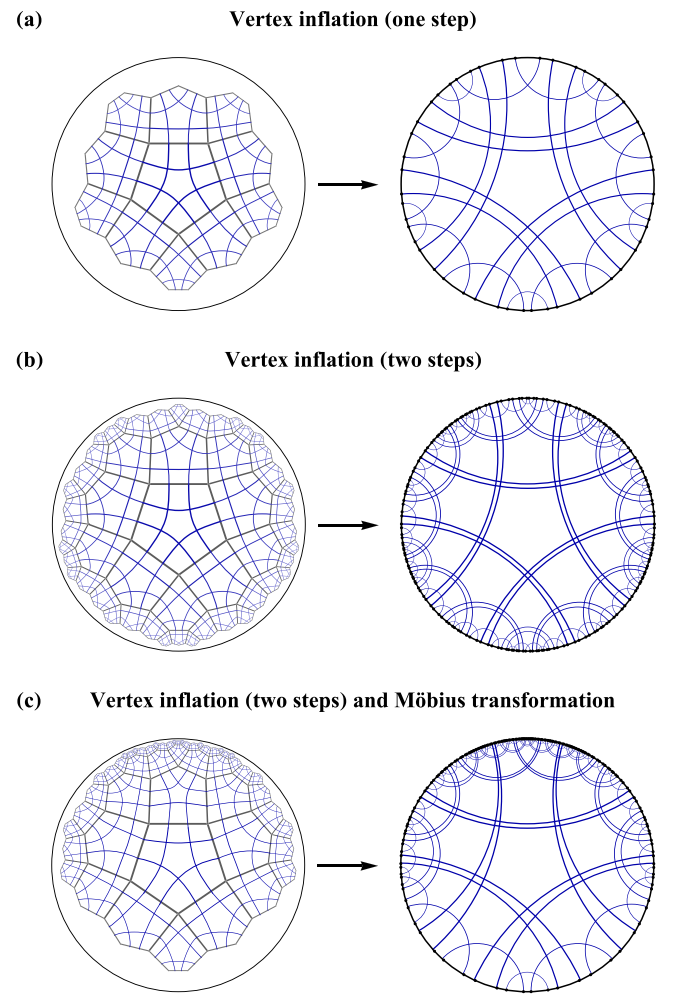 (a) Vertex inflation (one step)
(b) Vertex inflation (two steps)
(c) Vertex inflation (two steps) and Möbius transformation